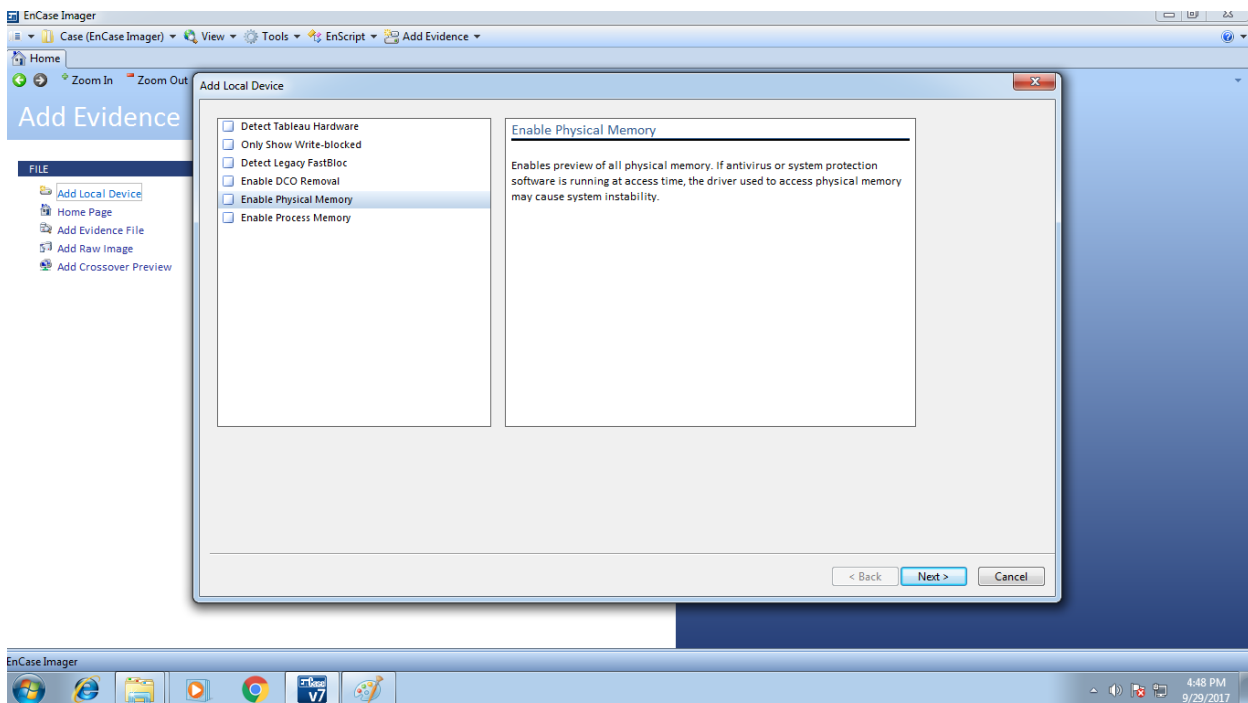 EnCase Imager
Case (EnCase Imager) View Tools EnScript Add Evidence
Home
Zoom In Zoom Out
Add Evidence
FILE
Add Local Device
Home Page
Add Evidence File
Add Raw Image
Add Crossover Preview
Add Local Device
Detect Tableau Hardware
Only Show Write-blocked
Detect Legacy FastBloc
Enable DCO Removal
Enable Physical Memory
Enable Process Memory
Enable Physical Memory
Enables preview of all physical memory. If antivirus or system protection
software is running at access time, the driver used to access physical memory
may cause system instability.
< Back Next > Cancel
EnCase Imager
EnCase v7
4:48 PM
9/29/2017